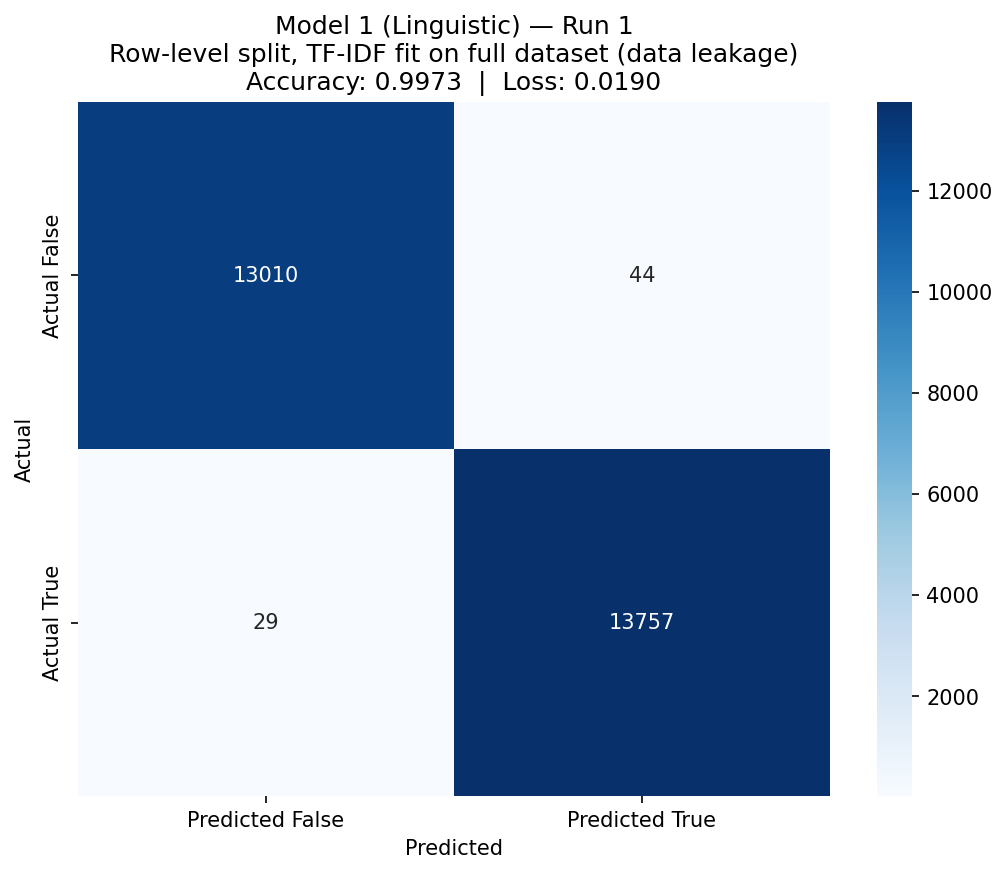 Model 1 (Linguistic) — Run 1
Row-level split, TF-IDF fit on full dataset (data leakage)
Accuracy: 0.9973  |  Loss: 0.0190
Actual
Actual False
Actual True
13010
44
29
13757
Predicted False
Predicted True
Predicted
12000
10000
8000
6000
4000
2000